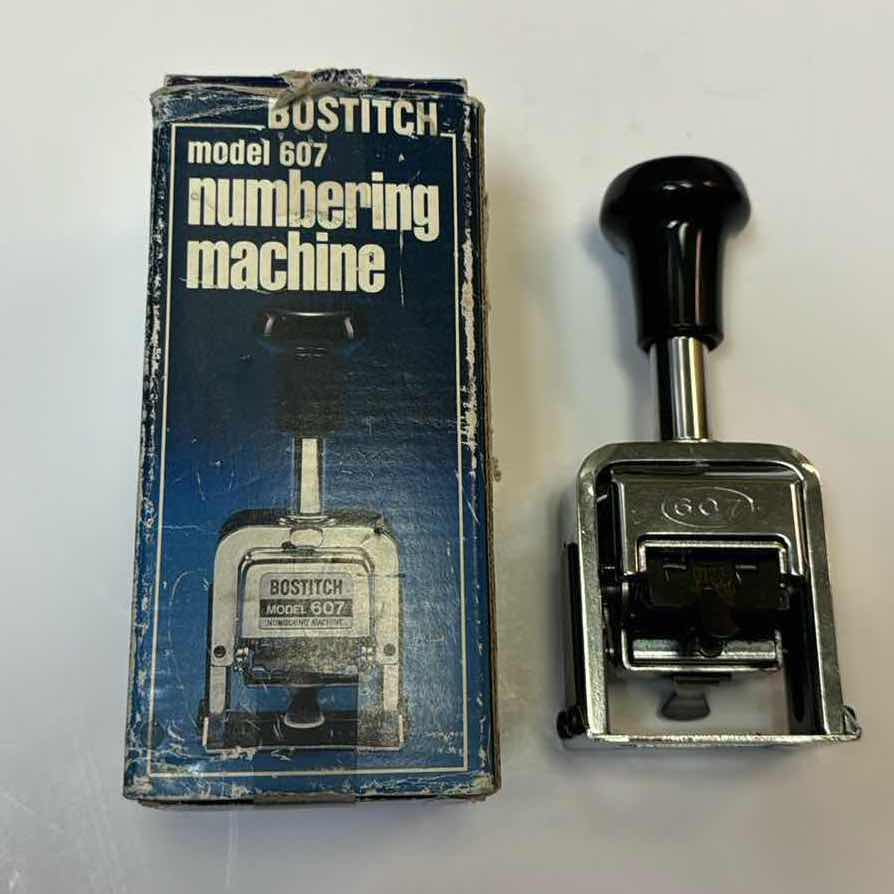 BOSTITCH
model 607
numbering
machine
BOSTITCH
MODEL 607
NUMBERING MACHINE
607